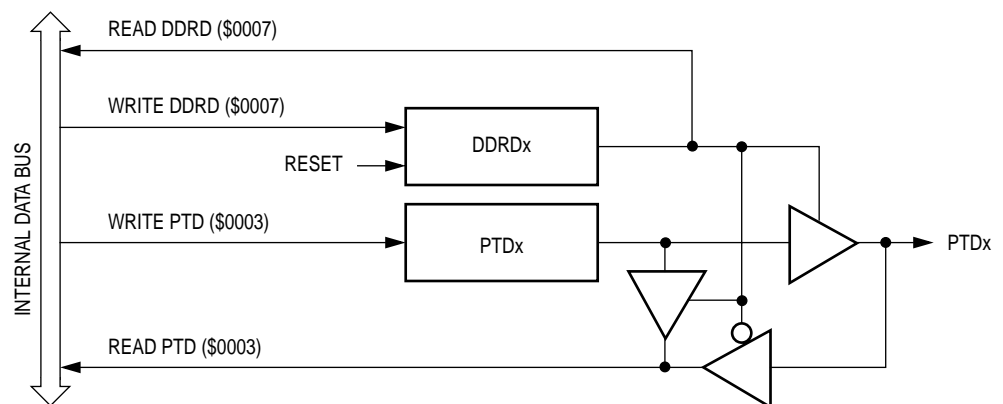 READ DDRD ($0007)
WRITE DDRD ($0007)
DDRDx
RESET
WRITE PTD ($0003)
PTDx
PTDx
READ PTD ($0003)
INTERNAL DATA BUS